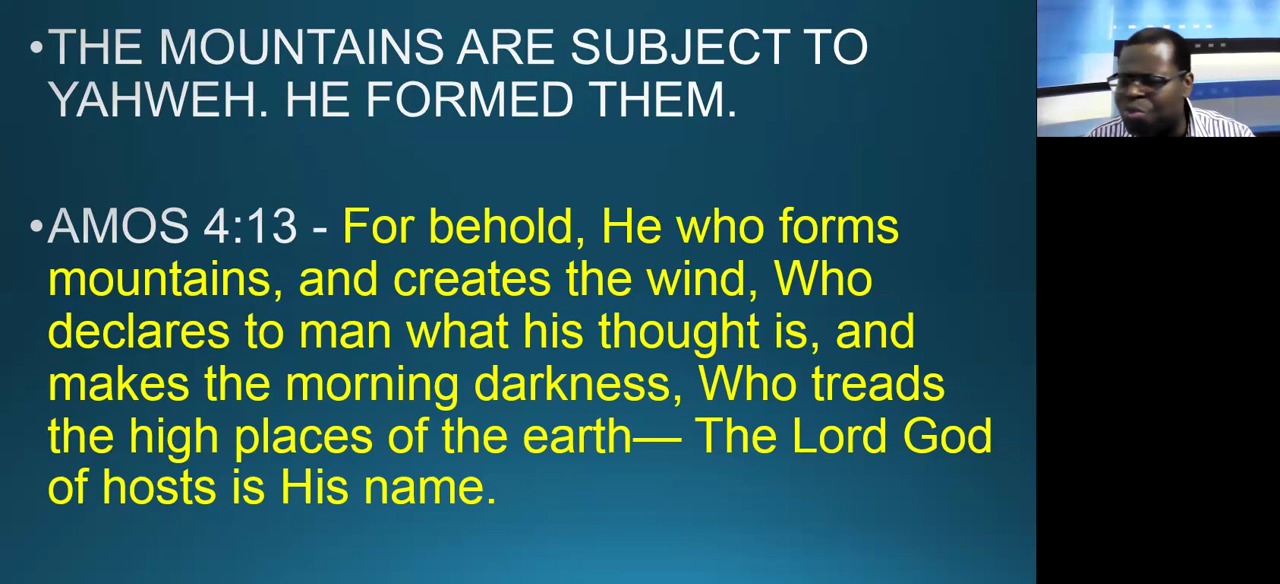 •THE MOUNTAINS ARE SUBJECT TO
YAHWEH. HE FORMED THEM.
•AMOS 4:13 - For behold, He who forms
mountains, and creates the wind, Who
declares to man what his thought is, and
makes the morning darkness, Who treads
the high places of the earth— The Lord God
of hosts is His name.